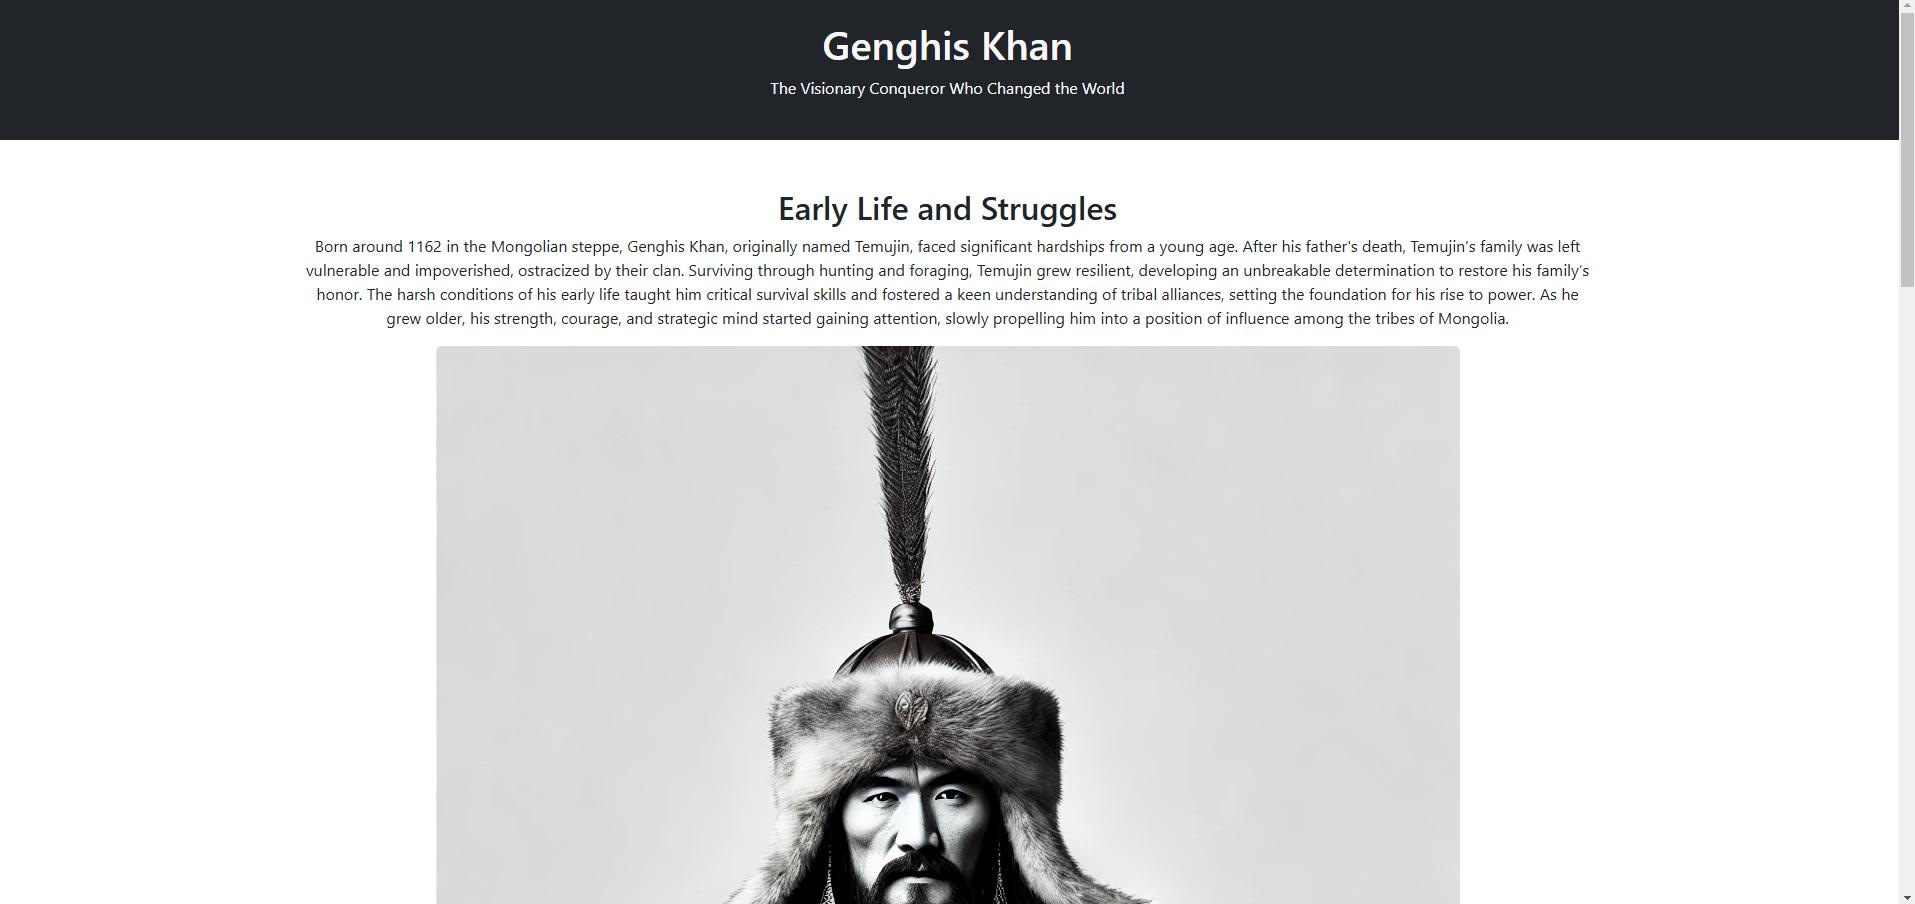 Genghis Khan
The Visionary Conqueror Who Changed the World
Early Life and Struggles
Born around 1162 in the Mongolian steppe, Genghis Khan, originally named Temujin, faced significant hardships from a young age. After his father's death, Temujin's family was left
vulnerable and impoverished, ostracized by their clan. Surviving through hunting and foraging, Temujin grew resilient, developing an unbreakable determination to restore his family’s
honor. The harsh conditions of his early life taught him critical survival skills and fostered a keen understanding of tribal alliances, setting the foundation for his rise to power. As he
grew older, his strength, courage, and strategic mind started gaining attention, slowly propelling him into a position of influence among the tribes of Mongolia.